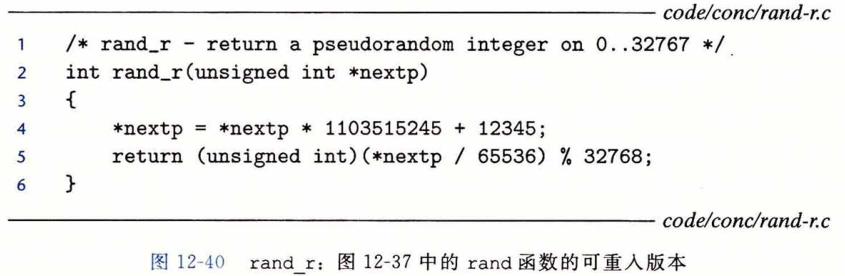 code/conc/rand-r.c
1 /* rand_r - return a pseudorandom integer on 0..32767 */
2 int rand_r(unsigned int *nextp)
3 {
4     *nextp = *nextp * 1103515245 + 12345;
5     return (unsigned int)(*nextp / 65536) % 32768;
6 }
code/conc/rand-r.c
图 12-40 rand_r：图 12-37 中的 rand 函数的可重入版本